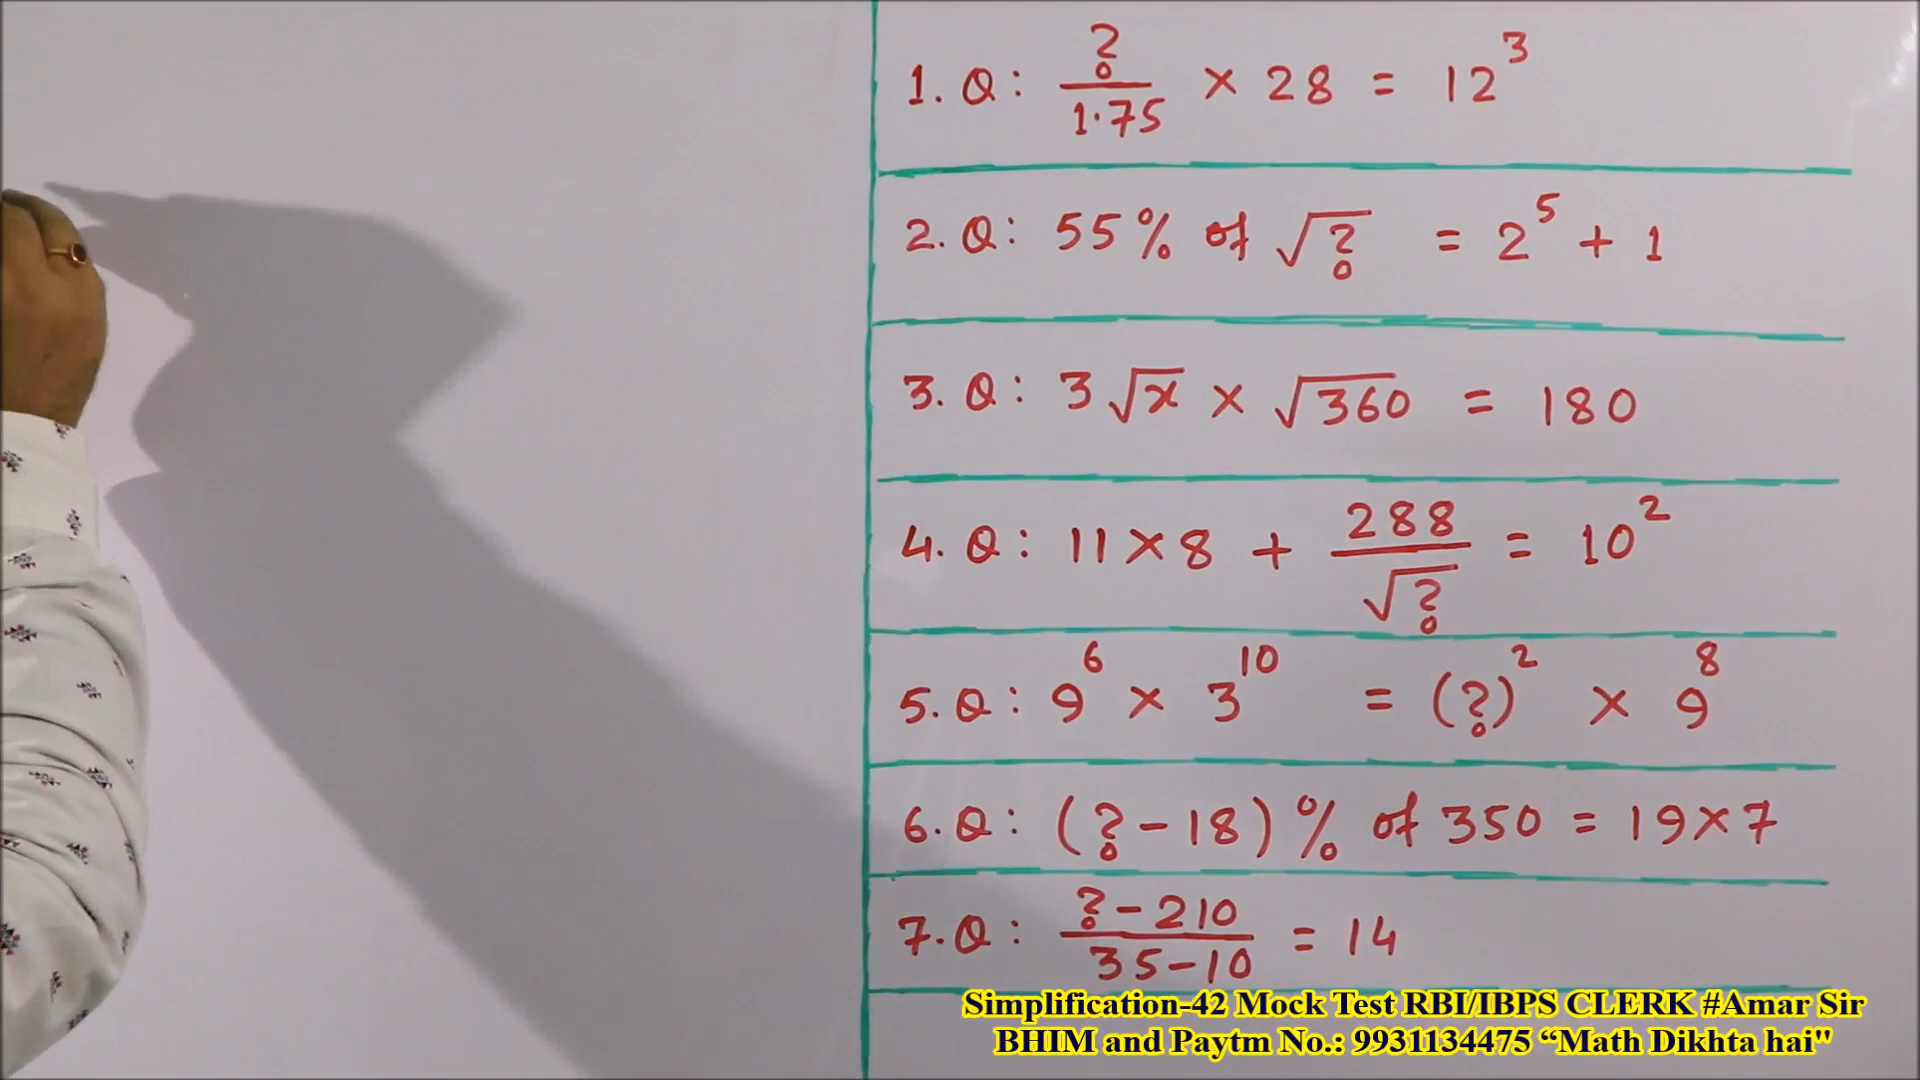 1. Q: ?/1.75 × 28 = 12³
2. Q: 55% of √? = 2⁵ + 1
3. Q: 3√x × √360 = 180
4. Q: 11 × 8 + 288/√? = 10²
5. Q: 9⁶ × 3¹⁰ = (?)² × 9⁸
6. Q: (? - 18)% of 350 = 19 × 7
7. Q: ? - 210/35 - 10 = 14
Simplification-42 Mock Test RBI/IBPS CLERK #Amar Sir
BHIM and Paytm No.: 9931134475 “Math Dikhta hai"